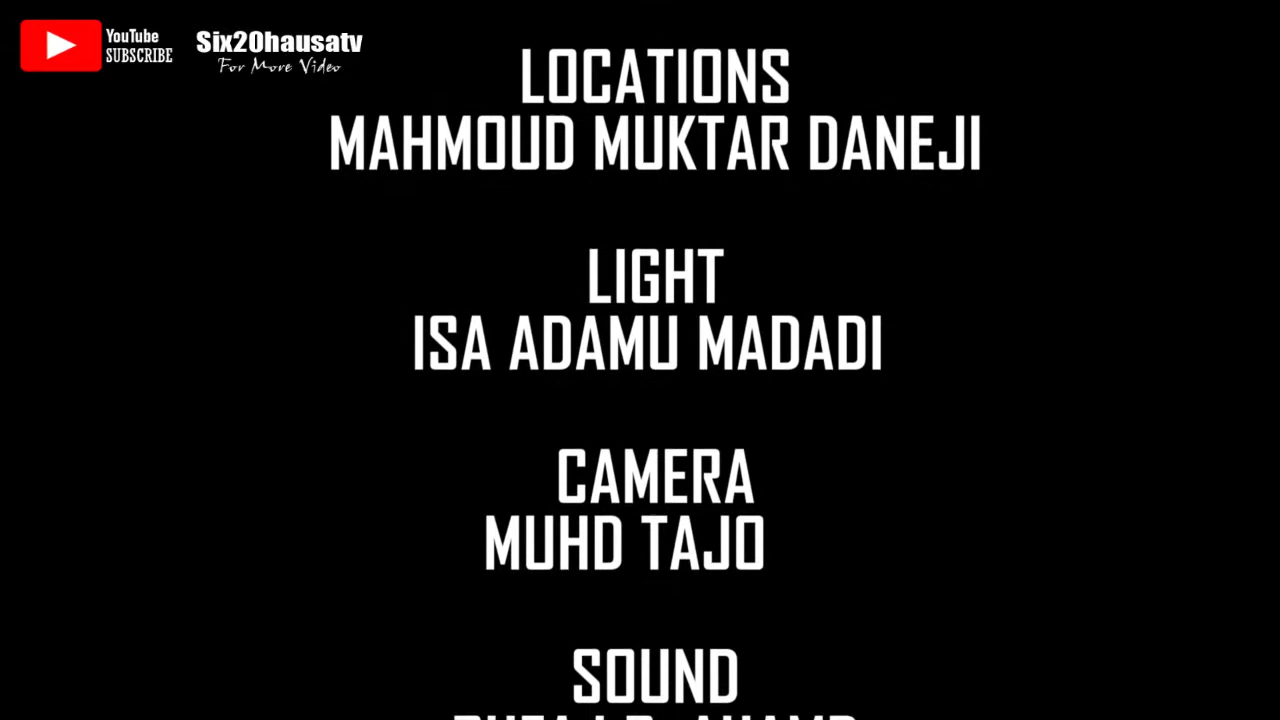 YouTube
SUBSCRIBE
Six20hausatv
For More Video
LOCATIONS
MAHMOUD MUKTAR DANEJI
LIGHT
ISA ADAMU MADADI
CAMERA
MUHD TAJO
SOUND